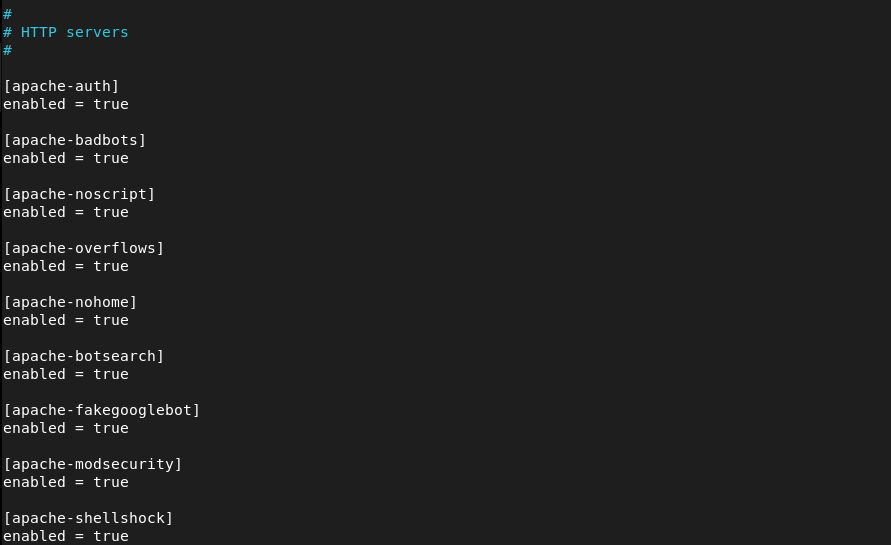 #
# HTTP servers
#
[apache-auth]
enabled = true
[apache-badbots]
enabled = true
[apache-noscript]
enabled = true
[apache-overflows]
enabled = true
[apache-nohome]
enabled = true
[apache-botsearch]
enabled = true
[apache-fakegooglebot]
enabled = true
[apache-modsecurity]
enabled = true
[apache-shellshock]
enabled = true